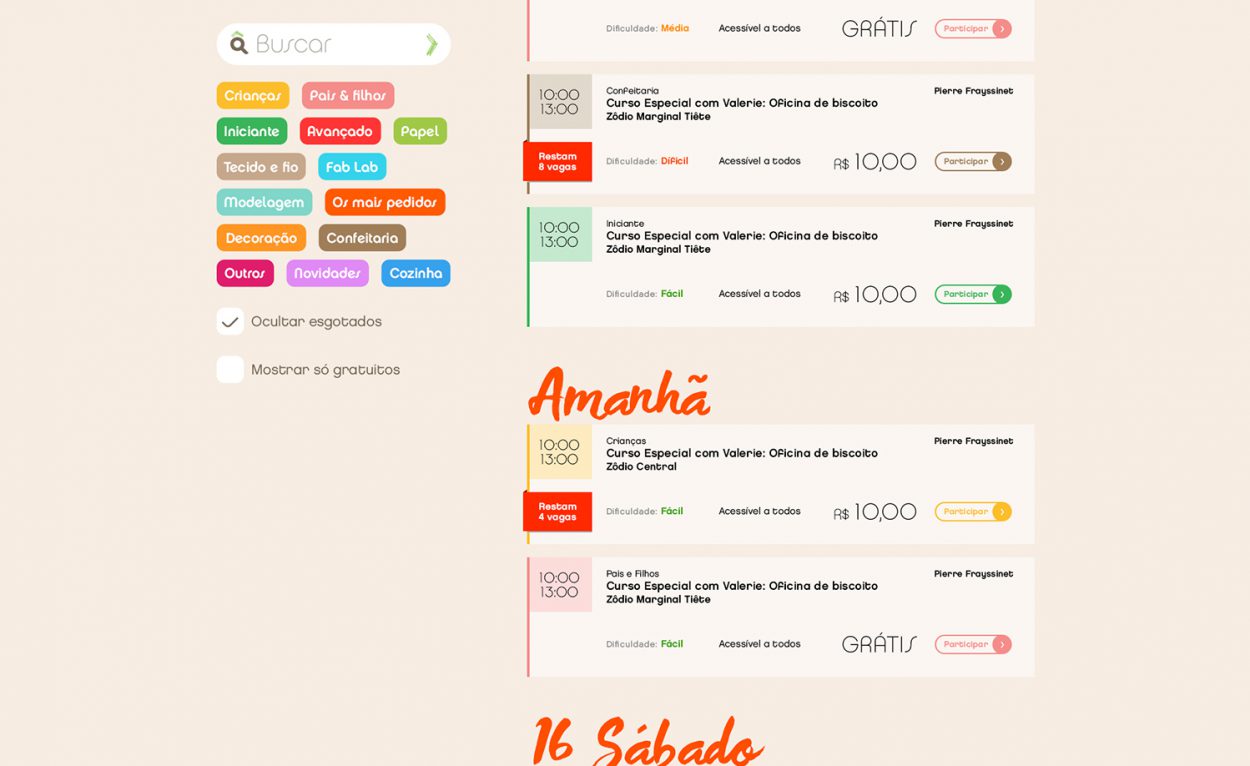 Buscar
Crianças
Pais & filhos
Iniciante
Avançado
Papel
Tecido e fio
Fab Lab
Modelagem
Os mais pedidos
Decoração
Confeitaria
Outros
Novidades
Cozinha
Ocultar esgotados
Mostrar só gratuitos
Dificuldade: Média
Acessível a todos
GRÁTIS
Participar
10:00
13:00
Confeitaria
Curso Especial com Valerie: Oficina de biscoito
Zôdio Marginal Tiête
Pierre Frayssinet
Restam
8 vagas
Dificuldade: Difícil
Acessível a todos
R$ 10,00
Participar
10:00
13:00
Iniciante
Curso Especial com Valerie: Oficina de biscoito
Zôdio Marginal Tiête
Pierre Frayssinet
Dificuldade: Fácil
Acessível a todos
R$ 10,00
Participar
Amanhã
10:00
13:00
Crianças
Curso Especial com Valerie: Oficina de biscoito
Zôdio Central
Pierre Frayssinet
Restam
4 vagas
Dificuldade: Fácil
Acessível a todos
R$ 10,00
Participar
10:00
13:00
Pais e Filhos
Curso Especial com Valerie: Oficina de biscoito
Zôdio Marginal Tiête
Pierre Frayssinet
Dificuldade: Fácil
Acessível a todos
GRÁTIS
Participar
16 Sábado